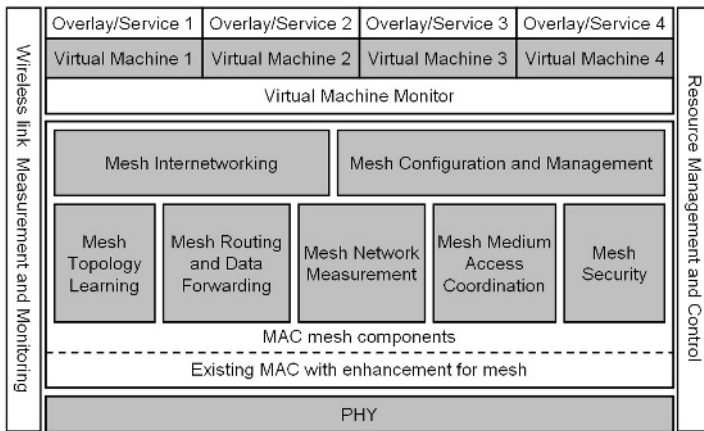 Wireless link Measurement and Monitoring
Overlay/Service 1
Overlay/Service 2
Overlay/Service 3
Overlay/Service 4
Virtual Machine 1
Virtual Machine 2
Virtual Machine 3
Virtual Machine 4
Virtual Machine Monitor
Mesh Internetworking
Mesh Configuration and Management
Mesh
Topology
Learning
Mesh Routing
and Data
Forwarding
Mesh Network
Measurement
Mesh Medium
Access
Coordination
Mesh
Security
MAC mesh components
Existing MAC with enhancement for mesh
PHY
Resource Management and Control